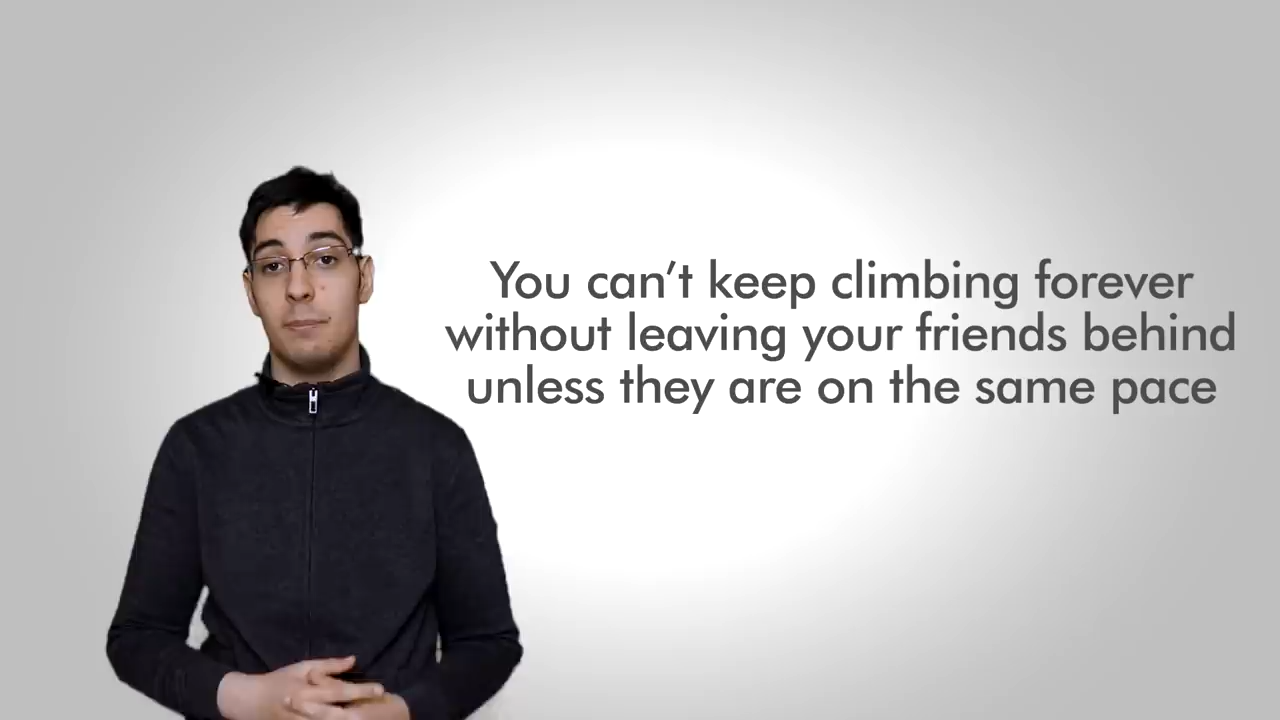 You can’t keep climbing forever
without leaving your friends behind
unless they are on the same pace